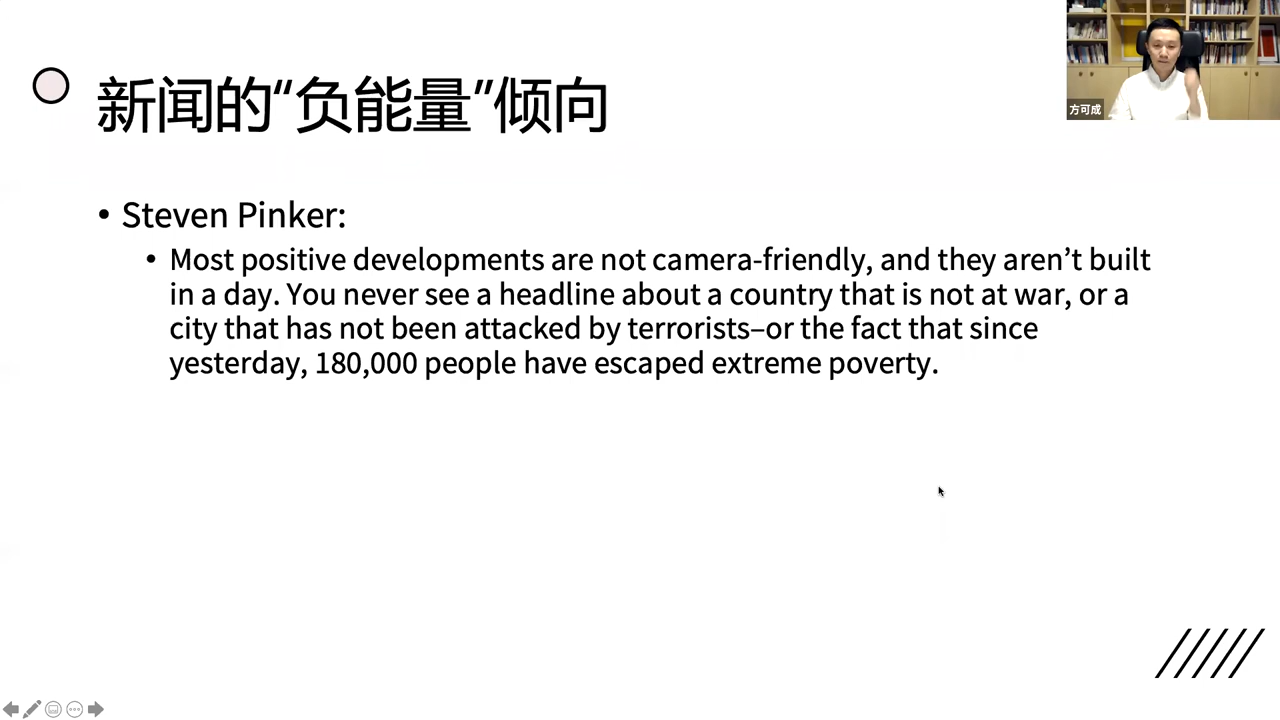 新闻的“负能量”倾向
方可成
• Steven Pinker:
• Most positive developments are not camera-friendly, and they aren’t built
in a day. You never see a headline about a country that is not at war, or a
city that has not been attacked by terrorists–or the fact that since
yesterday, 180,000 people have escaped extreme poverty.